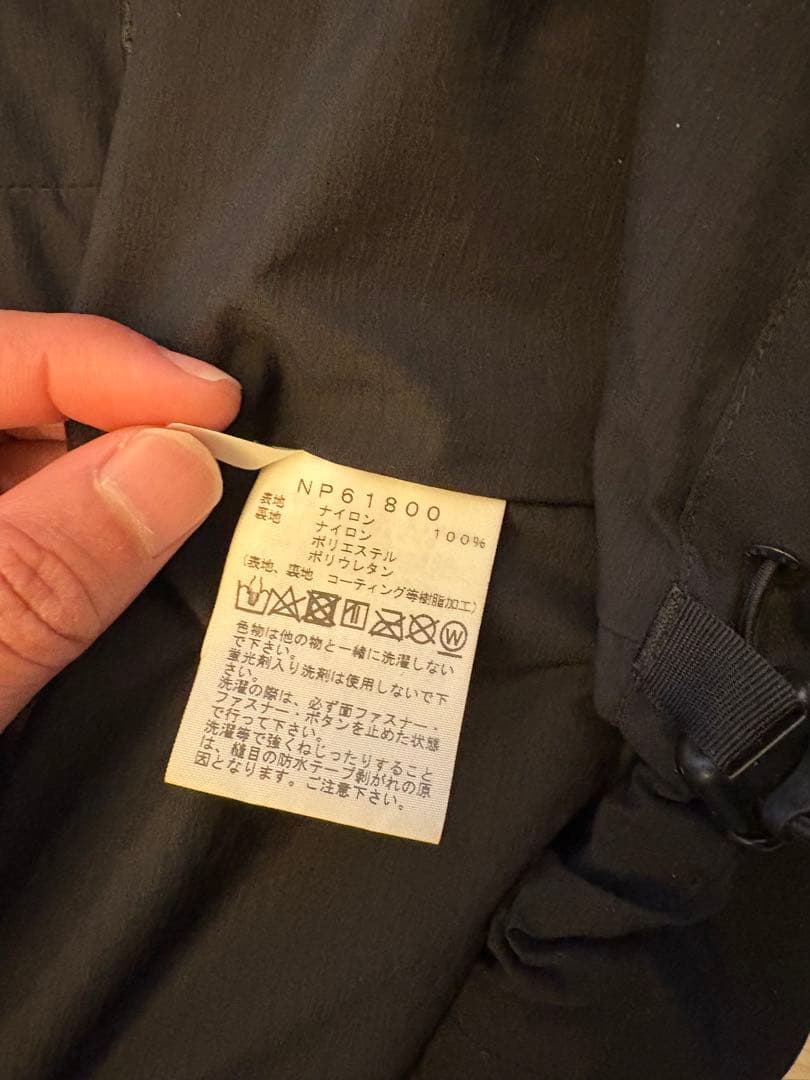 NP61800
表地 ナイロン 100%
裏地 ナイロン
ポリエステル
ポリウレタン
(表地、裏地 コーティング等樹脂加工)
W
色物は他の物と一緒に洗濯しない
で下さい。
蛍光剤入り洗剤は使用しないで下
さい。
洗濯の際は、必ず面ファスナー・
ファスナー・ボタンを止めた状態
で行って下さい。
洗濯等で強くねじったりすること
は、縫目の防水テープ剥がれの原
因となります。ご注意下さい。